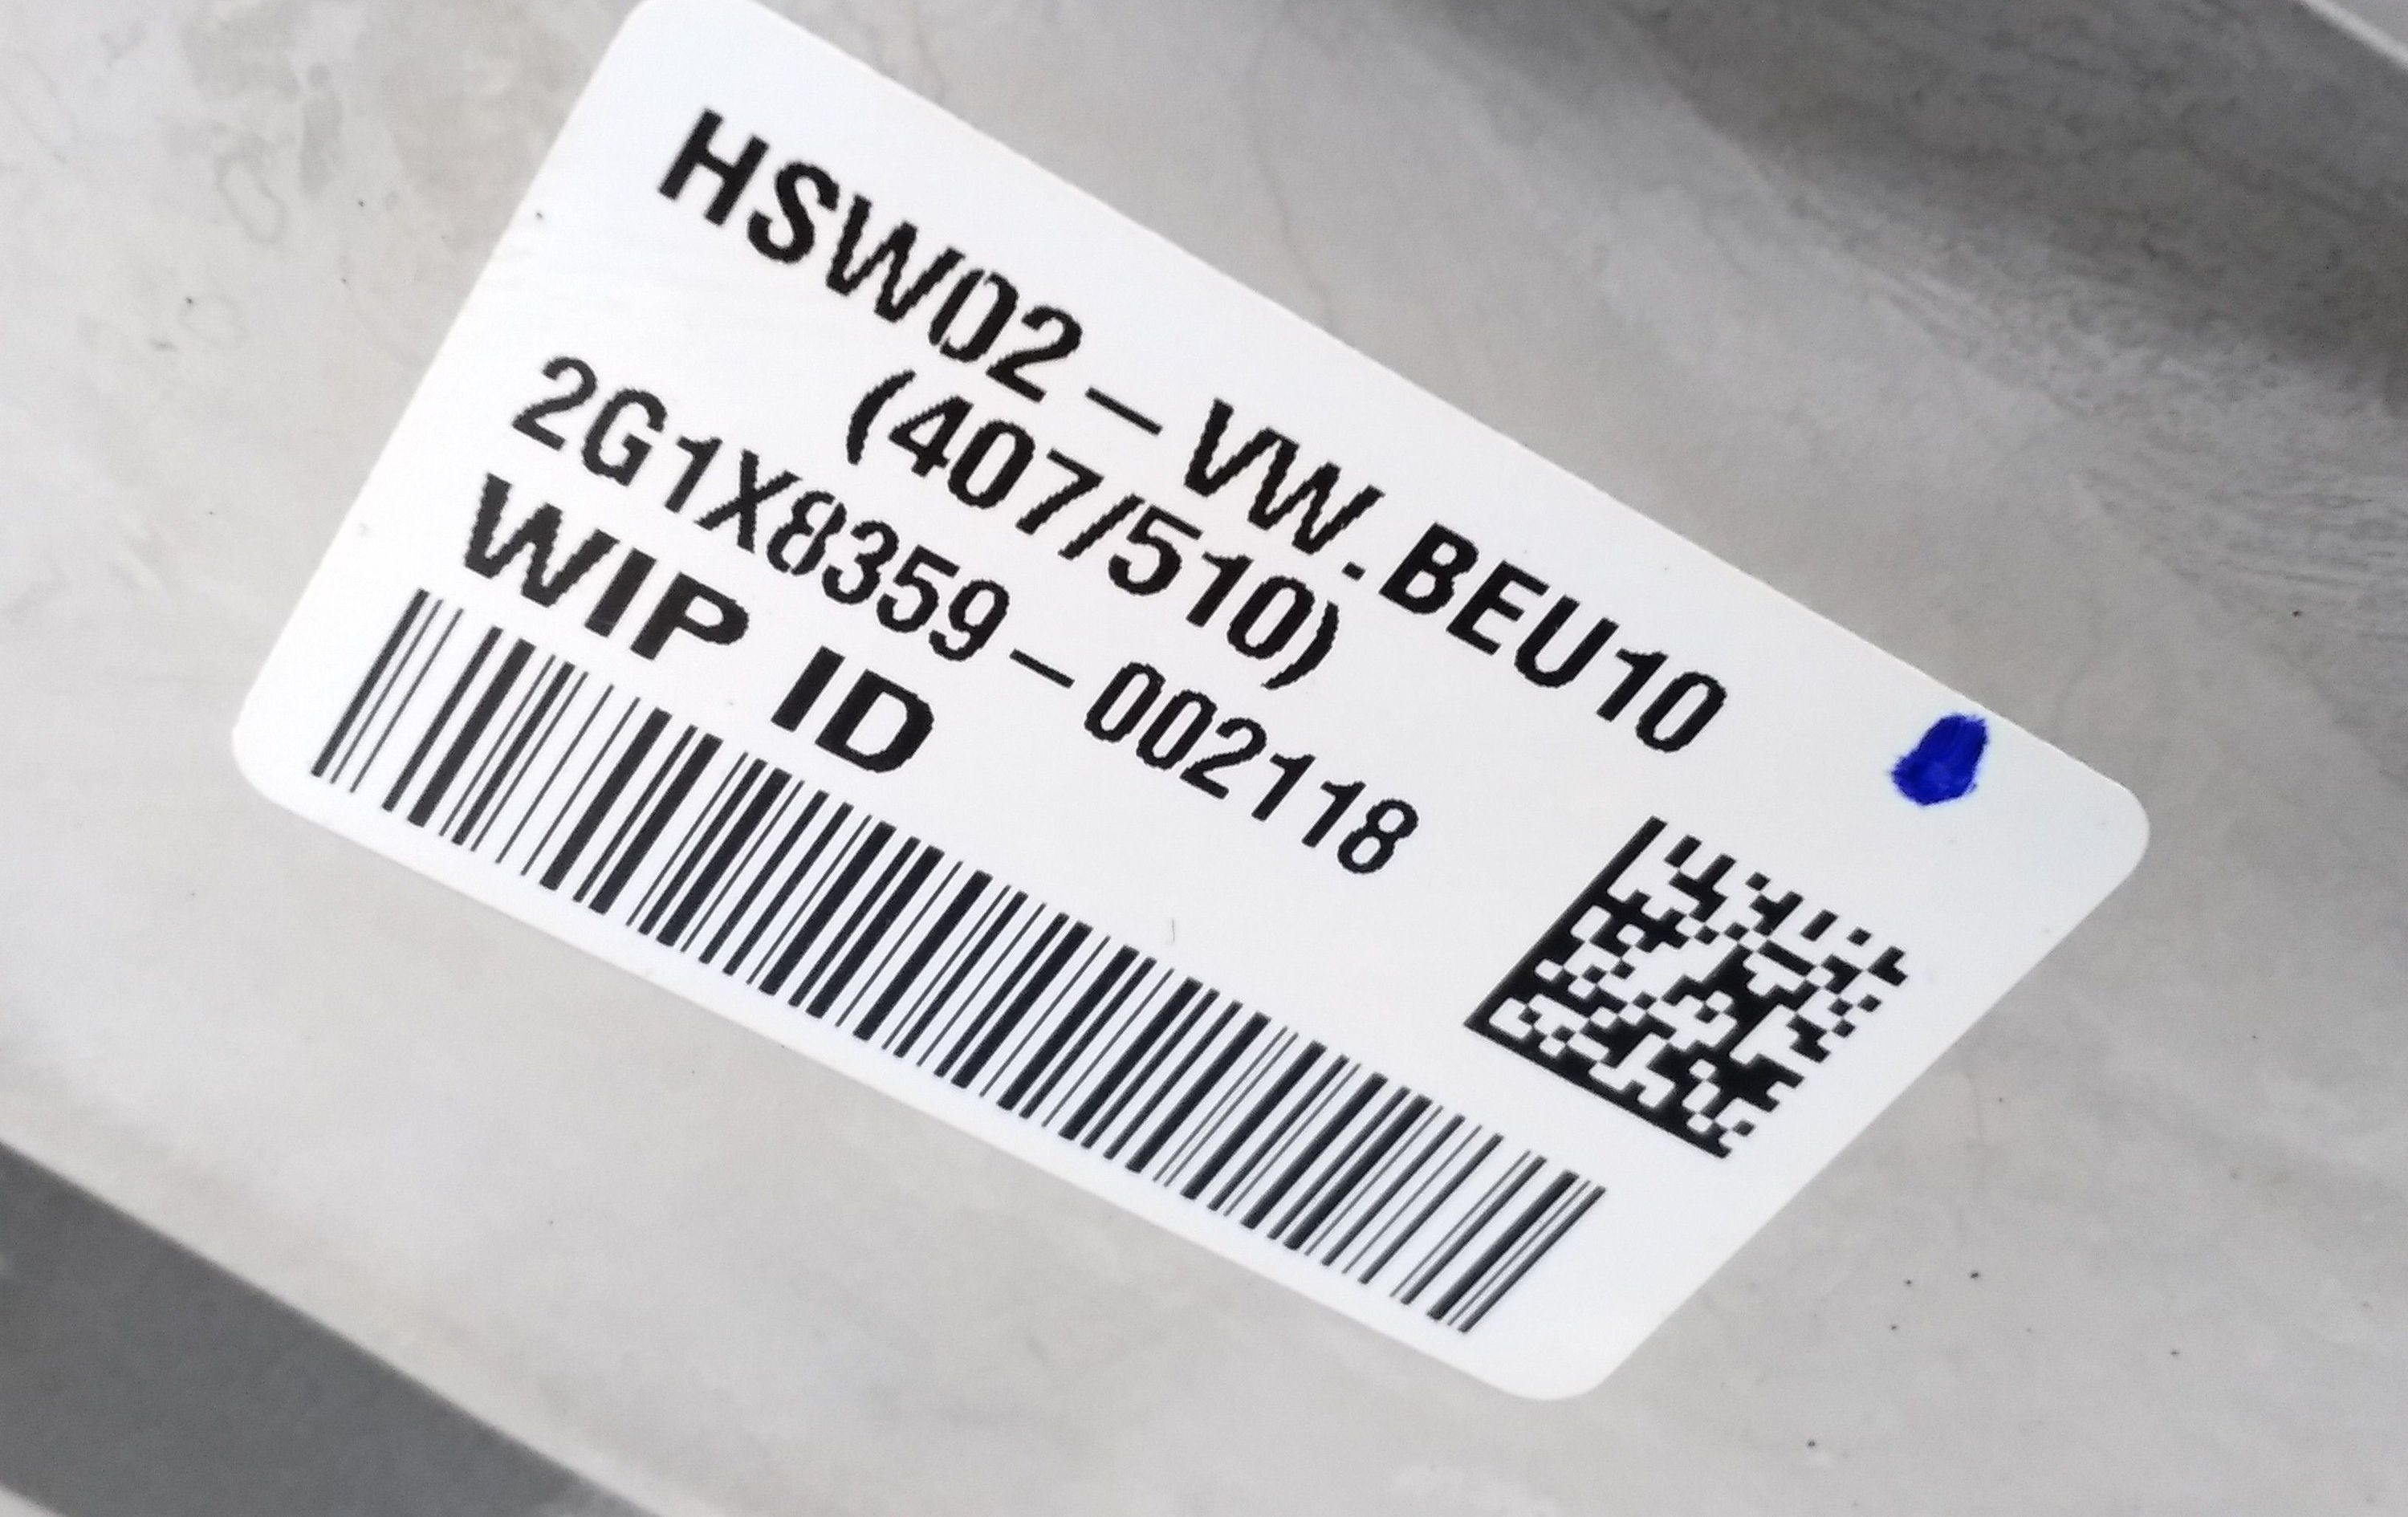 HSW02-VW.BEU10
(407/510)
2G1X8359-002118
WIP ID